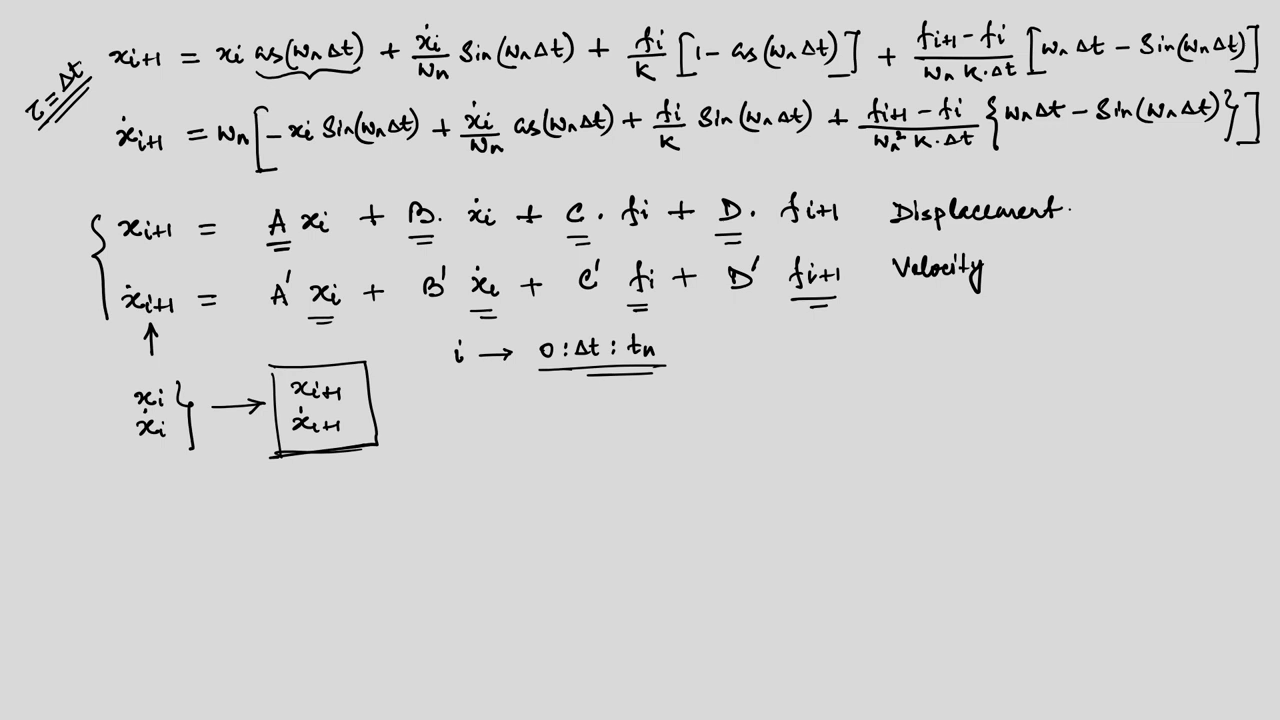 τ = Δt
xi+1 = xi cos(ωnΔt) + ẋi/ωn Sin(ωnΔt) + fi/K [1 - cos(ωnΔt)] + fi+1 - fi/ωn K·Δt [ωnΔt - Sin(ωnΔt)]
ẋi+1 = ωn [- xi Sin(ωnΔt) + ẋi/ωn cos(ωnΔt) + fi/K Sin(ωnΔt) + fi+1 - fi/ωn² K·Δt {ωnΔt - Sin(ωnΔt)}]
xi+1 = A xi + B. ẋi + C. fi + D. fi+1 Displacement.
ẋi+1 = A' xi + B' ẋi + C' fi + D' fi+1 Velocity
↑
i → 0 : Δt : tn
xi } → xi+1
ẋi ẋi+1